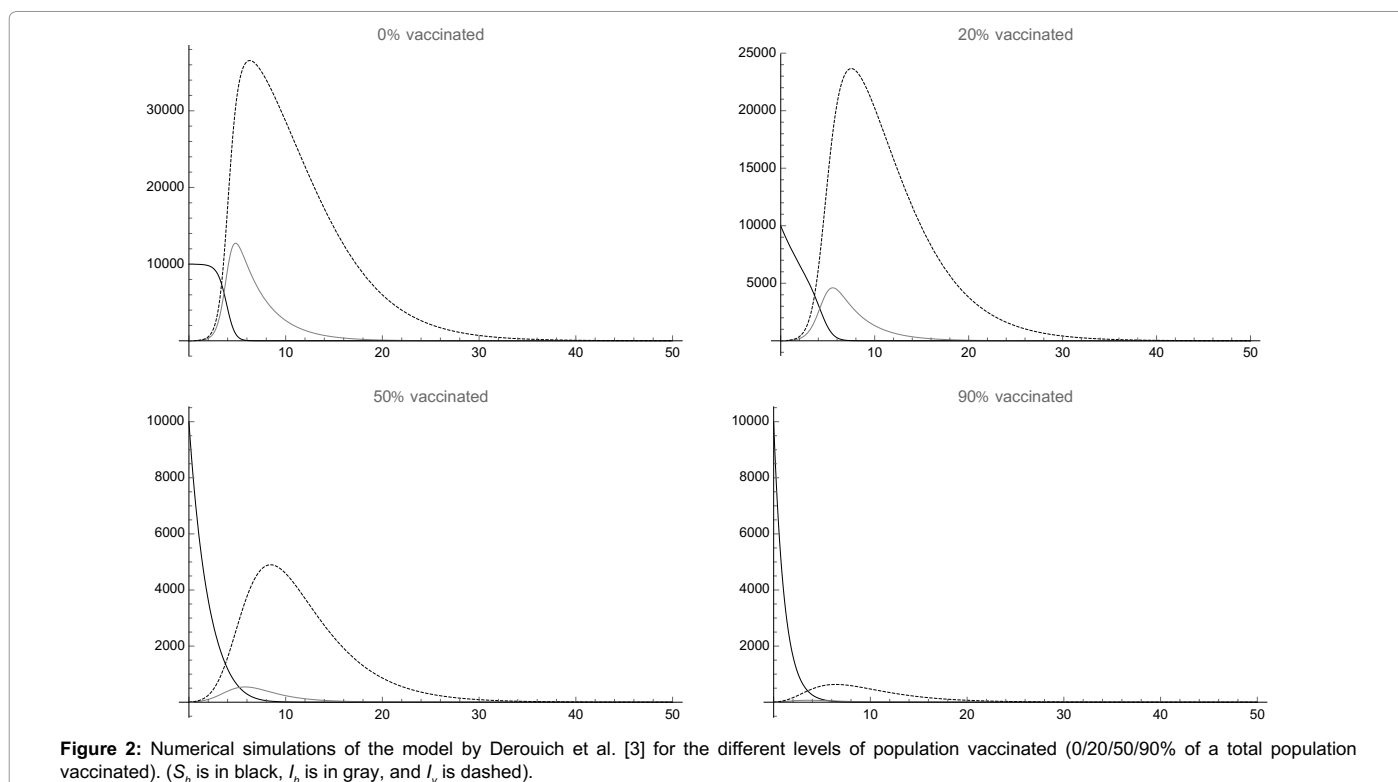 0% vaccinated
30000
20000
10000
10 20 30 40 50
20% vaccinated
25000
20000
15000
10000
5000
10 20 30 40 50
50% vaccinated
10000
8000
6000
4000
2000
10 20 30 40 50
90% vaccinated
10000
8000
6000
4000
2000
10 20 30 40 50
Figure 2: Numerical simulations of the model by Derouich et al. [3] for the different levels of population vaccinated (0/20/50/90% of a total population
vaccinated). (S_h is in black, I_h is in gray, and I_v is dashed).